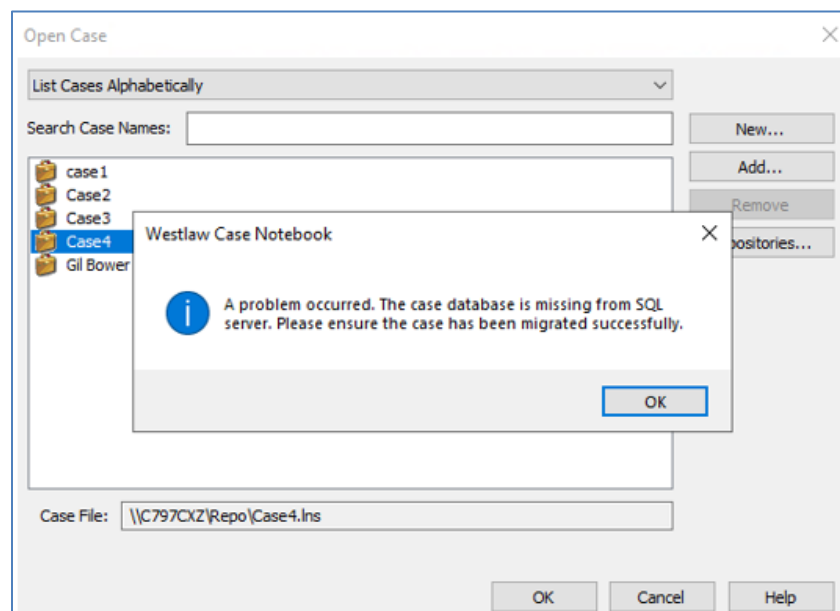 Open Case
List Cases Alphabetically
Search Case Names:
New...
Add...
Remove
positories...
case1
Case2
Case3
Case4
Gil Bower
Westlaw Case Notebook
A problem occurred. The case database is missing from SQL
server. Please ensure the case has been migrated successfully.
OK
Case File: \\C797CXZ\Repo\Case4.lns
OK Cancel Help